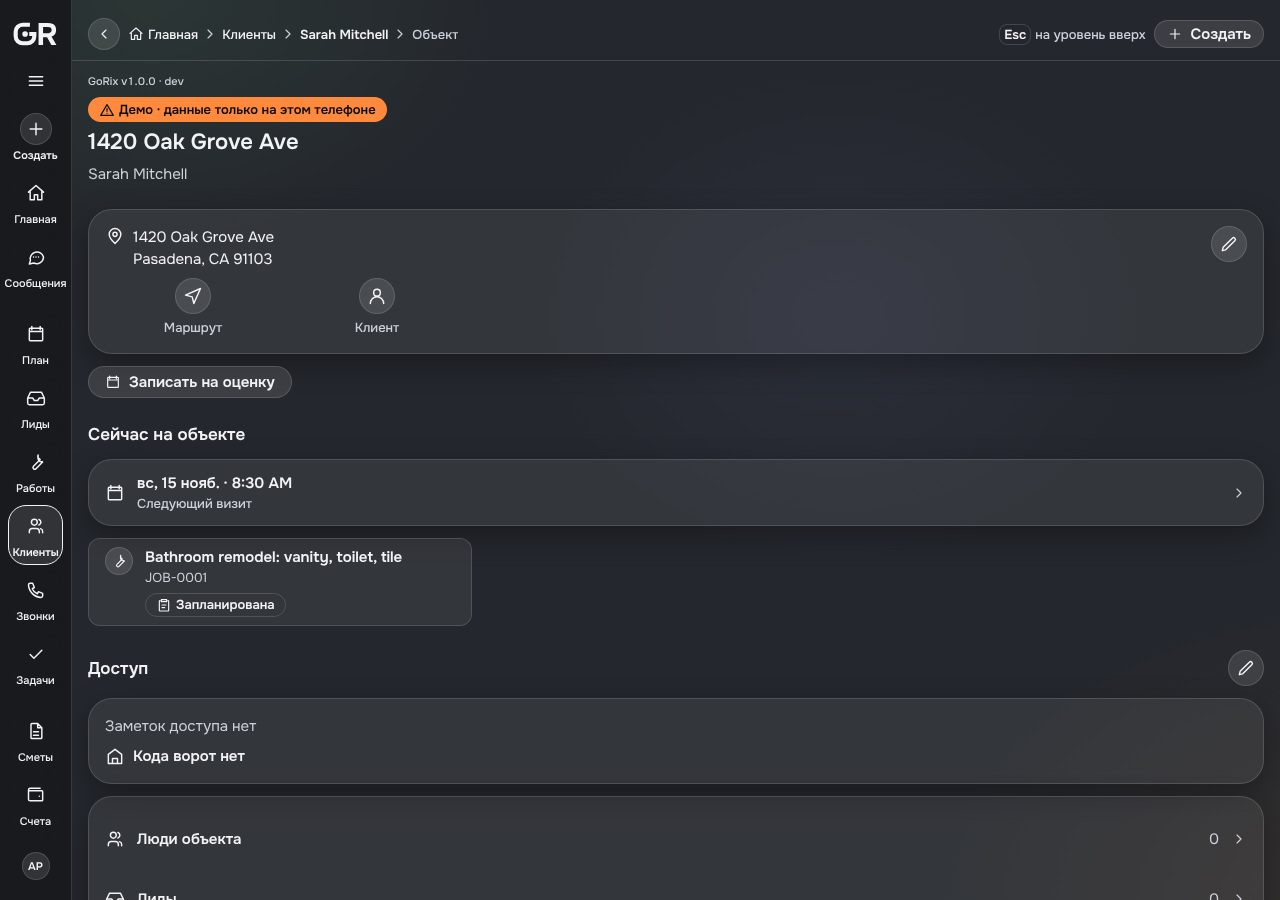 GR
Создать
Главная
Сообщения
План
Лиды
Работы
Клиенты
Звонки
Задачи
Сметы
Счета
AP
Главная
Клиенты
Sarah Mitchell
Объект
Esc на уровень вверх
Создать
GoRix v1.0.0 · dev
Демо · данные только на этом телефоне
1420 Oak Grove Ave
Sarah Mitchell
1420 Oak Grove Ave
Pasadena, CA 91103
Маршрут
Клиент
Записать на оценку
Сейчас на объекте
вс, 15 нояб. · 8:30 AM
Следующий визит
Bathroom remodel: vanity, toilet, tile
JOB-0001
Запланирована
Доступ
Заметок доступа нет
Кода ворот нет
Люди объекта
0
Лиды
0